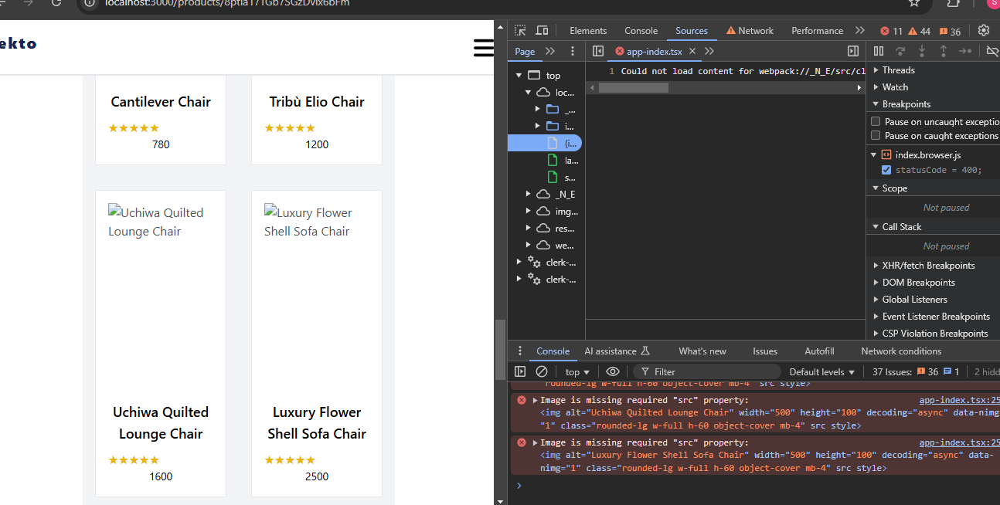 localhost:3000/products/8ptia171Gb7SGzDvix6bFm
S
ekto
Cantilever Chair
★★★★★
780
Tribù Elio Chair
★★★★★
1200
Uchiwa Quilted
Lounge Chair
Uchiwa Quilted
Lounge Chair
★★★★★
1600
Luxury Flower
Shell Sofa Chair
Luxury Flower
Shell Sofa Chair
★★★★★
2500
Elements Console Sources Network Performance 11 44 36
Page app-index.tsx
top
loc...
_...
i...
(i...
la...
s...
_N_E
img...
res...
we...
clerk-...
clerk-...
1 Could not load content for webpack://_N_E/src/cl
Threads
Watch
Breakpoints
Pause on uncaught exceptio
Pause on caught exceptions
index.browser.js
statusCode = 400;
Scope
Not paused
Call Stack
Not paused
XHR/fetch Breakpoints
DOM Breakpoints
Global Listeners
Event Listener Breakpoints
CSP Violation Breakpoints
Console AI assistance What's new Issues Autofill Network conditions
top Filter Default levels 37 Issues: 36 1 2 hidd
"rounded-lg w-full h-60 object-cover mb-4" src style>
Image is missing required "src" property: app-index.tsx:25
<img alt="Uchiwa Quilted Lounge Chair" width="500" height="100" decoding="async" data-nimg=
"1" class="rounded-lg w-full h-60 object-cover mb-4" src style>
Image is missing required "src" property: app-index.tsx:25
<img alt="Luxury Flower Shell Sofa Chair" width="500" height="100" decoding="async" data-
nimg="1" class="rounded-lg w-full h-60 object-cover mb-4" src style>